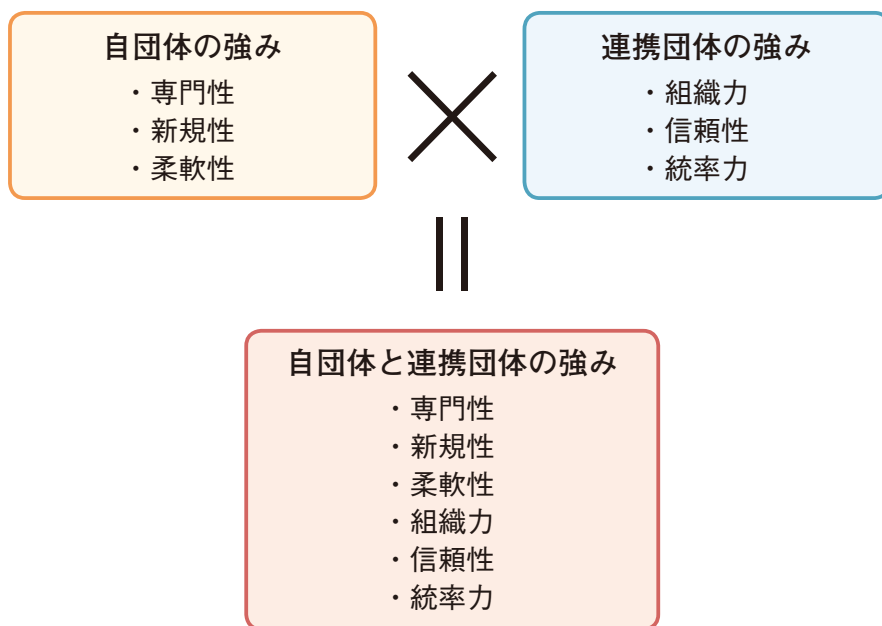 自団体の強み
・専門性
・新規性
・柔軟性
連携団体の強み
・組織力
・信頼性
・統率力
自団体と連携団体の強み
・専門性
・新規性
・柔軟性
・組織力
・信頼性
・統率力